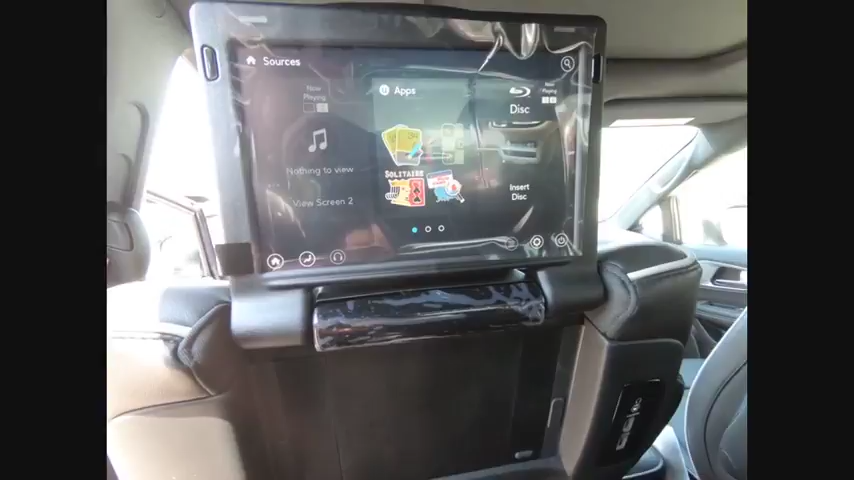 Sources
Now
Playing
Nothing to view
View Screen 2
Apps
SOLITAIRE
Disc
Now
Playing
Insert
Disc